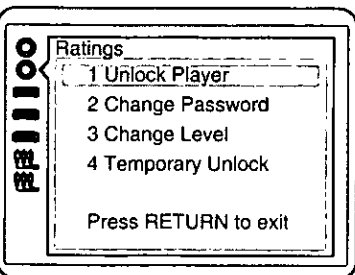 Ratings
1 Unlock Player
2 Change Password
3 Change Level
4 Temporary Unlock
Press RETURN to exit